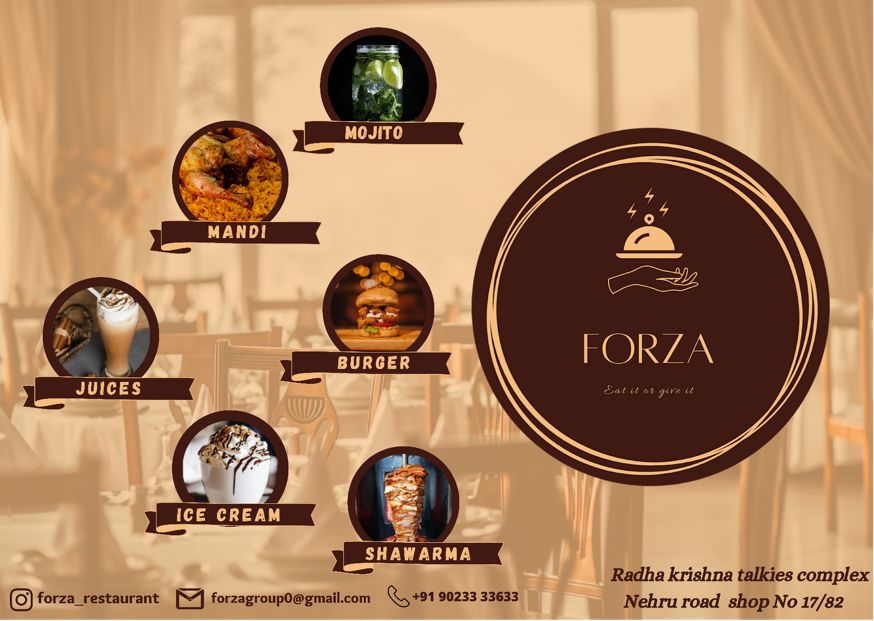 MOJITO
MANDI
BURGER
JUICES
ICE CREAM
SHAWARMA
FORZA
Eat it or give it
Radha krishna talkies complex
Nehru road shop No 17/82
forza_restaurant
forzagroup0@gmail.com
+91 90233 33633